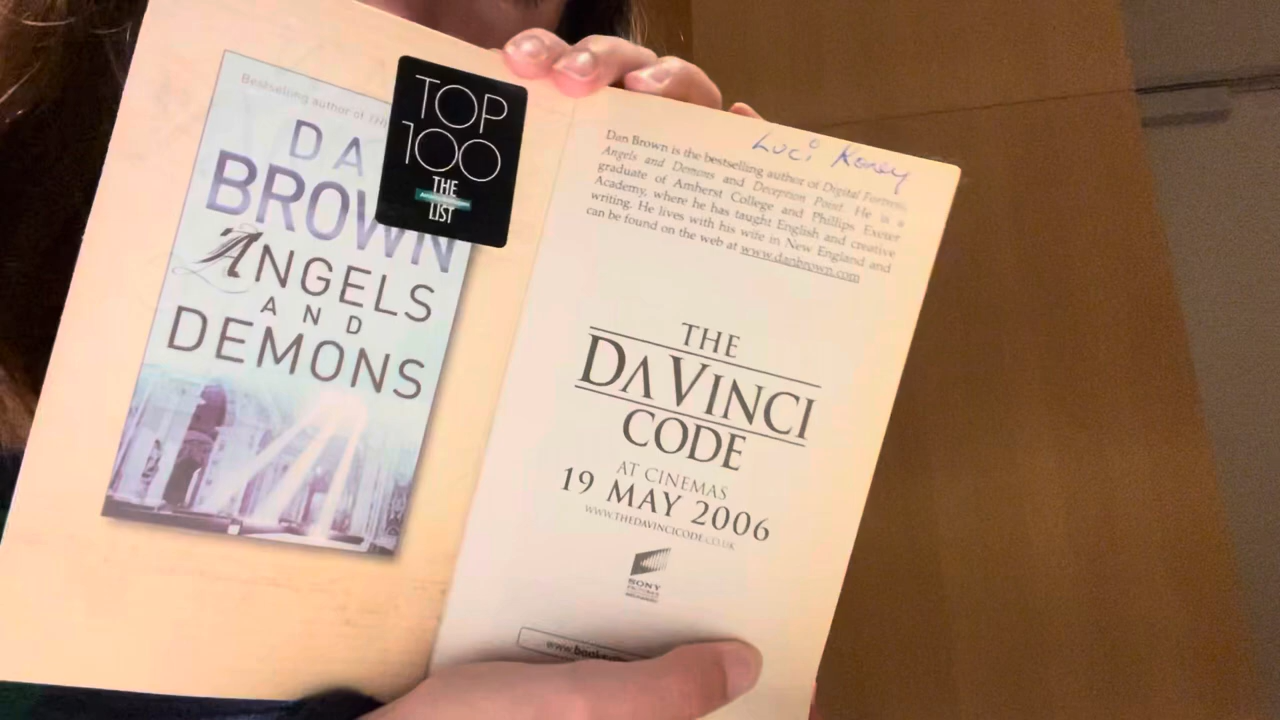 Bestselling author of THE
DA
BROWN
ANGELS
AND
DEMONS
TOP
100
THE
LIST
Luci
Dan Brown is the bestselling author of Digital Fortress,
Angels and Demons and Deception Point. He is a
graduate of Amherst College and Phillips Exeter
Academy, where he has taught English and creative
writing. He lives with his wife in New England and
can be found on the web at www.danbrown.com
THE
DA VINCI
CODE
AT CINEMAS
19 MAY 2006
WWW.THEDAVINCICODE.CO.UK
SONY
PICTURES